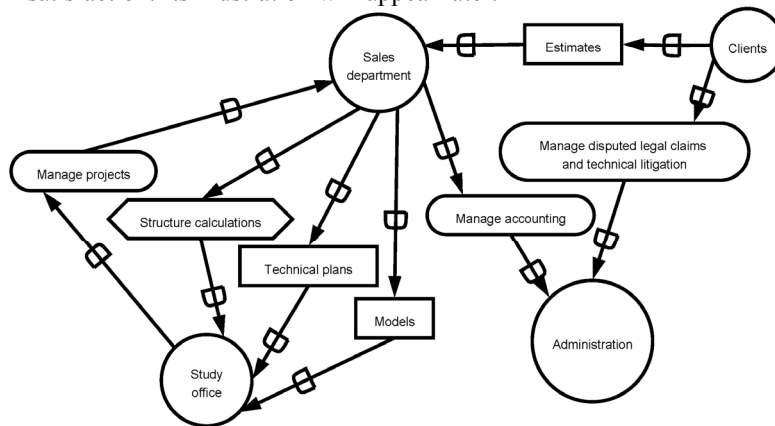 Sales
department
Estimates
Clients
Manage projects
Manage disputed legal claims
and technical litigation
Structure calculations
Manage accounting
Technical plans
Models
Administration
Study
office